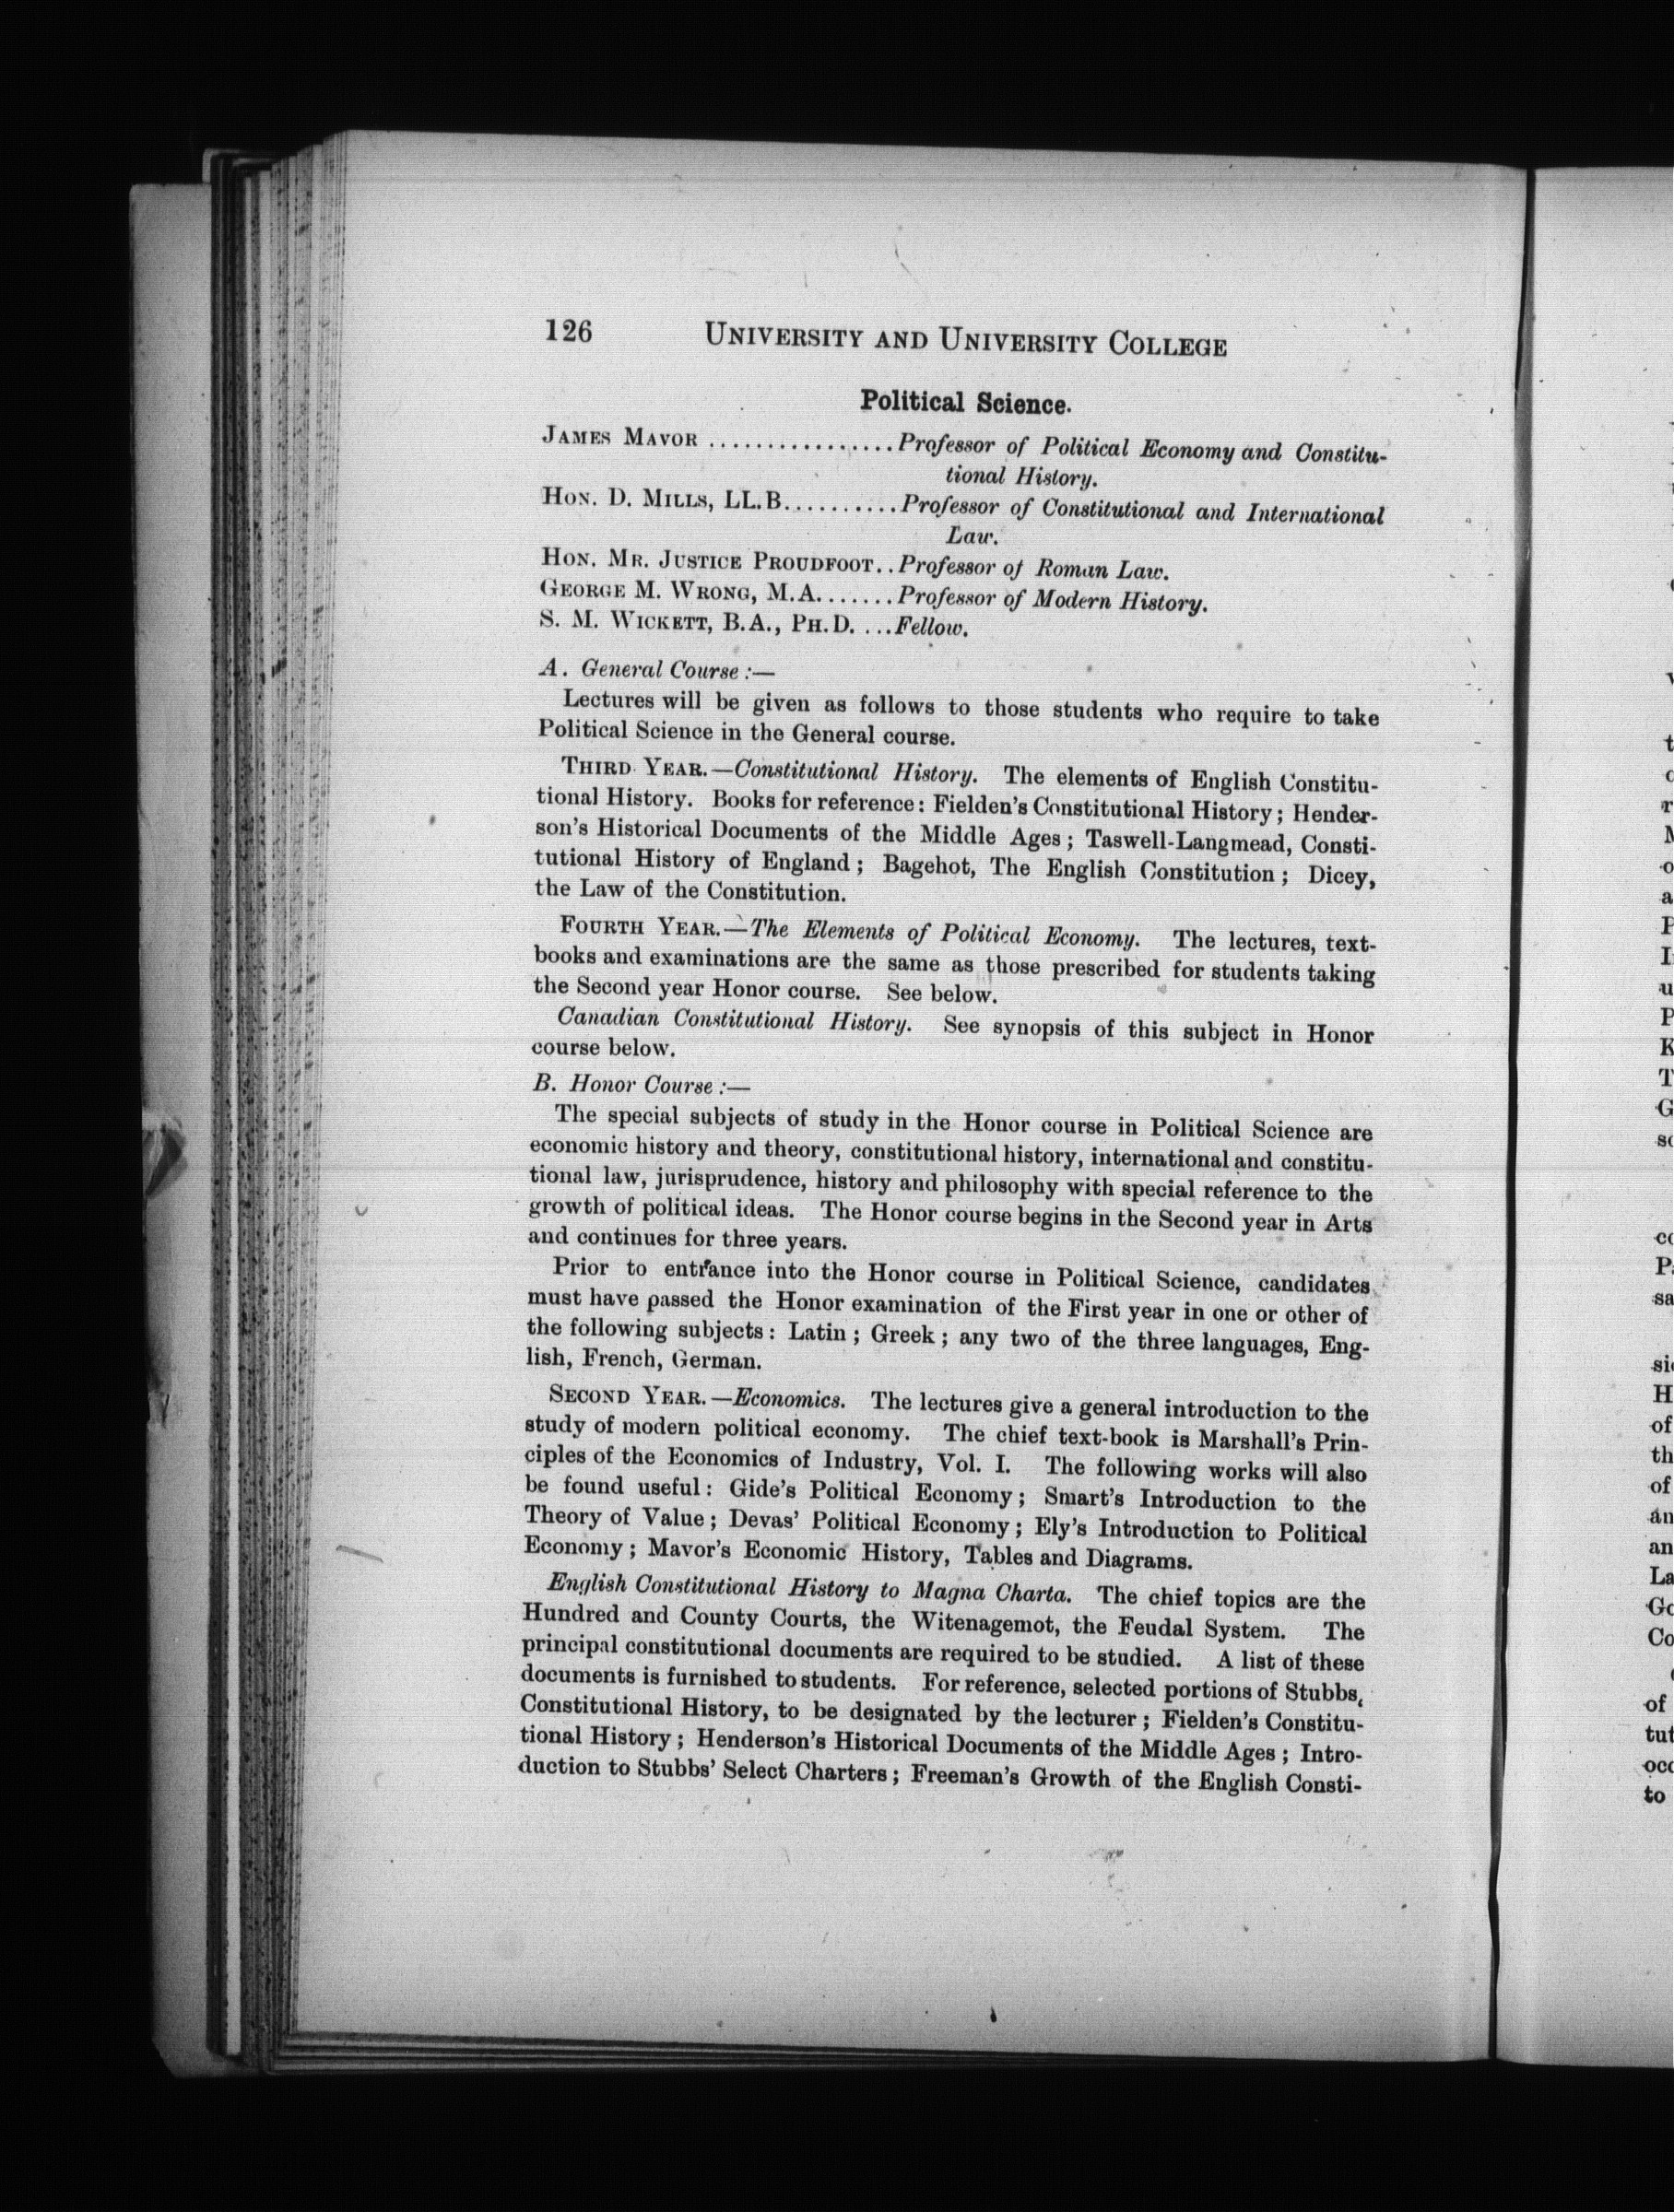 126 UNIVERSITY AND UNIVERSITY COLLEGE
Political Science.
JAMES MAVOR ................Professor of Political Economy and Constitu-
tional History.
HON. D. MILLS, LL.B..........Professor of Constitutional and International
Law.
HON. MR. JUSTICE PROUDFOOT..Professor of Roman Law.
GEORGE M. WRONG, M.A.......Professor of Modern History.
S. M. WICKETT, B.A., PH.D. ...Fellow.
A. General Course :—
Lectures will be given as follows to those students who require to take
Political Science in the General course.
THIRD YEAR.—Constitutional History. The elements of English Constitu-
tional History. Books for reference: Fielden's Constitutional History; Hender-
son's Historical Documents of the Middle Ages; Taswell-Langmead, Consti-
tutional History of England; Bagehot, The English Constitution; Dicey,
the Law of the Constitution.
FOURTH YEAR.—The Elements of Political Economy. The lectures, text-
books and examinations are the same as those prescribed for students taking
the Second year Honor course. See below.
Canadian Constitutional History. See synopsis of this subject in Honor
course below.
B. Honor Course :—
The special subjects of study in the Honor course in Political Science are
economic history and theory, constitutional history, international and constitu-
tional law, jurisprudence, history and philosophy with special reference to the
growth of political ideas. The Honor course begins in the Second year in Arts
and continues for three years.
Prior to entrance into the Honor course in Political Science, candidates
must have passed the Honor examination of the First year in one or other of
the following subjects: Latin; Greek; any two of the three languages, Eng-
lish, French, German.
SECOND YEAR.—Economics. The lectures give a general introduction to the
study of modern political economy. The chief text-book is Marshall's Prin-
ciples of the Economics of Industry, Vol. I. The following works will also
be found useful: Gide's Political Economy; Smart's Introduction to the
Theory of Value; Devas' Political Economy; Ely's Introduction to Political
Economy; Mavor's Economic History, Tables and Diagrams.
English Constitutional History to Magna Charta. The chief topics are the
Hundred and County Courts, the Witenagemot, the Feudal System. The
principal constitutional documents are required to be studied. A list of these
documents is furnished to students. For reference, selected portions of Stubbs,
Constitutional History, to be designated by the lecturer; Fielden's Constitu-
tional History; Henderson's Historical Documents of the Middle Ages; Intro-
duction to Stubbs' Select Charters; Freeman's Growth of the English Consti-